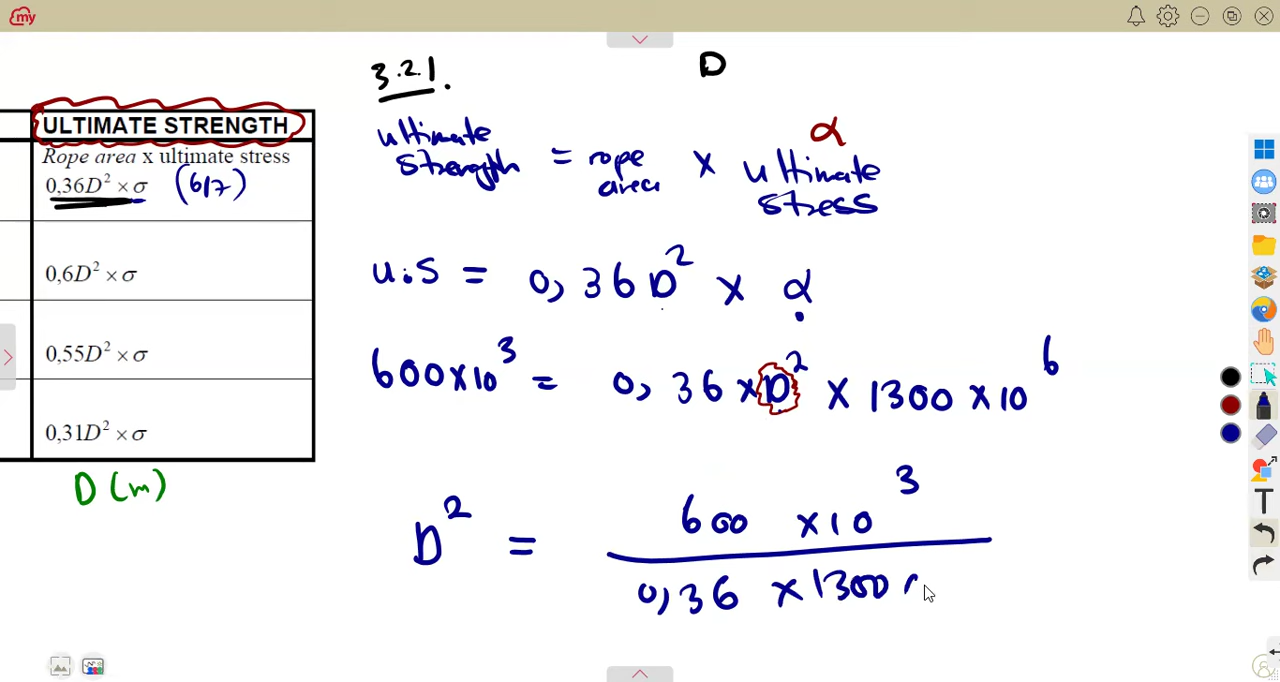 my
3.2.1.
D
ULTIMATE STRENGTH
Rope area x ultimate stress
0,36D² × σ (6/7)
0,6D² × σ
0,55D² × σ
0,31D² × σ
D (m)
α
ultimate strength = rope area × ultimate stress
u.s = 0,36D² × α
600×10³ = 0,36 × D² × 1300 × 10⁶
D² = 600 ×10³
0,36 × 1300
T